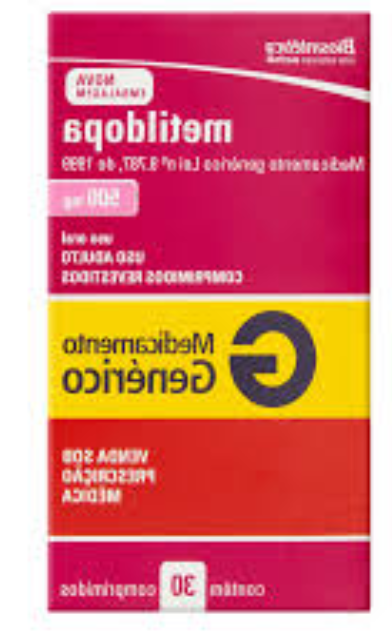 Biosintética
NOVA
EMBALAGEM
metildopa
Medicamento genérico Lei nº 9.787, de 1999
500 mg
uso oral
USO ADULTO
COMPRIMIDOS REVESTIDOS
G Medicamento
Genérico
VENDA SOB
PRESCRIÇÃO
MÉDICA
contém 30 comprimidos